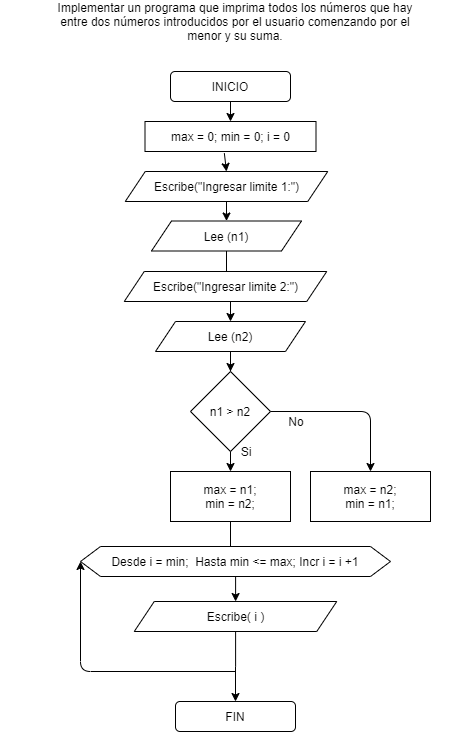 Implementar un programa que imprima todos los números que hay
entre dos números introducidos por el usuario comenzando por el
menor y su suma.
INICIO
max = 0; min = 0; i = 0
Escribe("Ingresar limite 1:")
Lee (n1)
Escribe("Ingresar limite 2:")
Lee (n2)
n1 > n2
No
Si
max = n1;
min = n2;
max = n2;
min = n1;
Desde i = min;  Hasta min <= max; Incr i = i +1
Escribe( i )
FIN